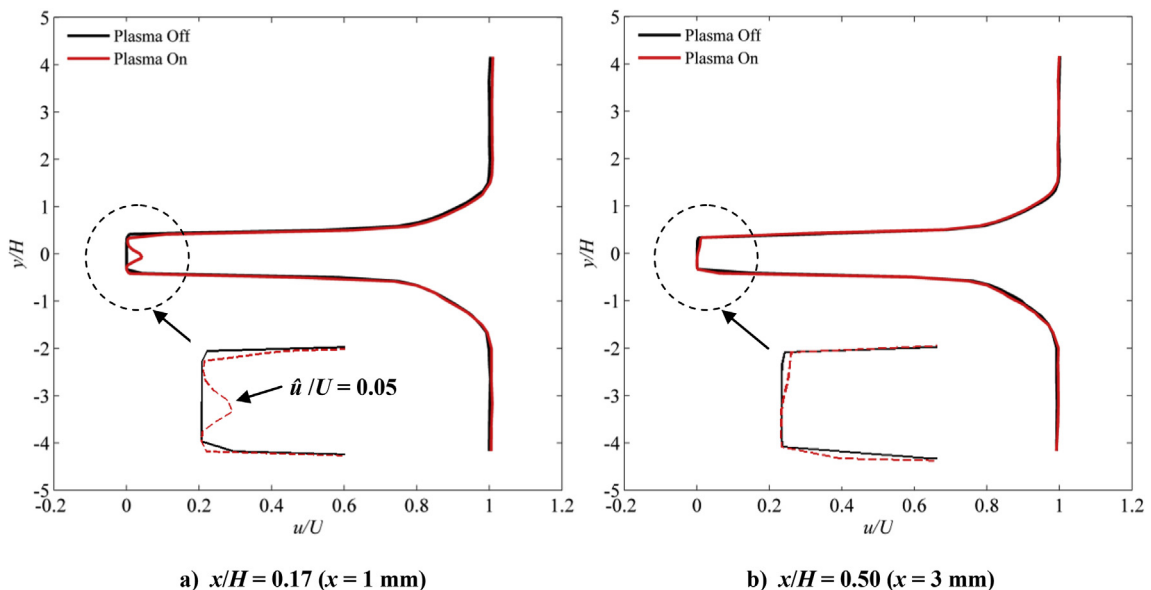 5
4
3
2
1
0
-1
-2
-3
-4
-5
-0.2 0 0.2 0.4 0.6 0.8 1 1.2
y/H
u/U
Plasma Off
Plasma On
û /U = 0.05
a) x/H = 0.17 (x = 1 mm)
5
4
3
2
1
0
-1
-2
-3
-4
-5
-0.2 0 0.2 0.4 0.6 0.8 1 1.2
y/H
u/U
Plasma Off
Plasma On
b) x/H = 0.50 (x = 3 mm)